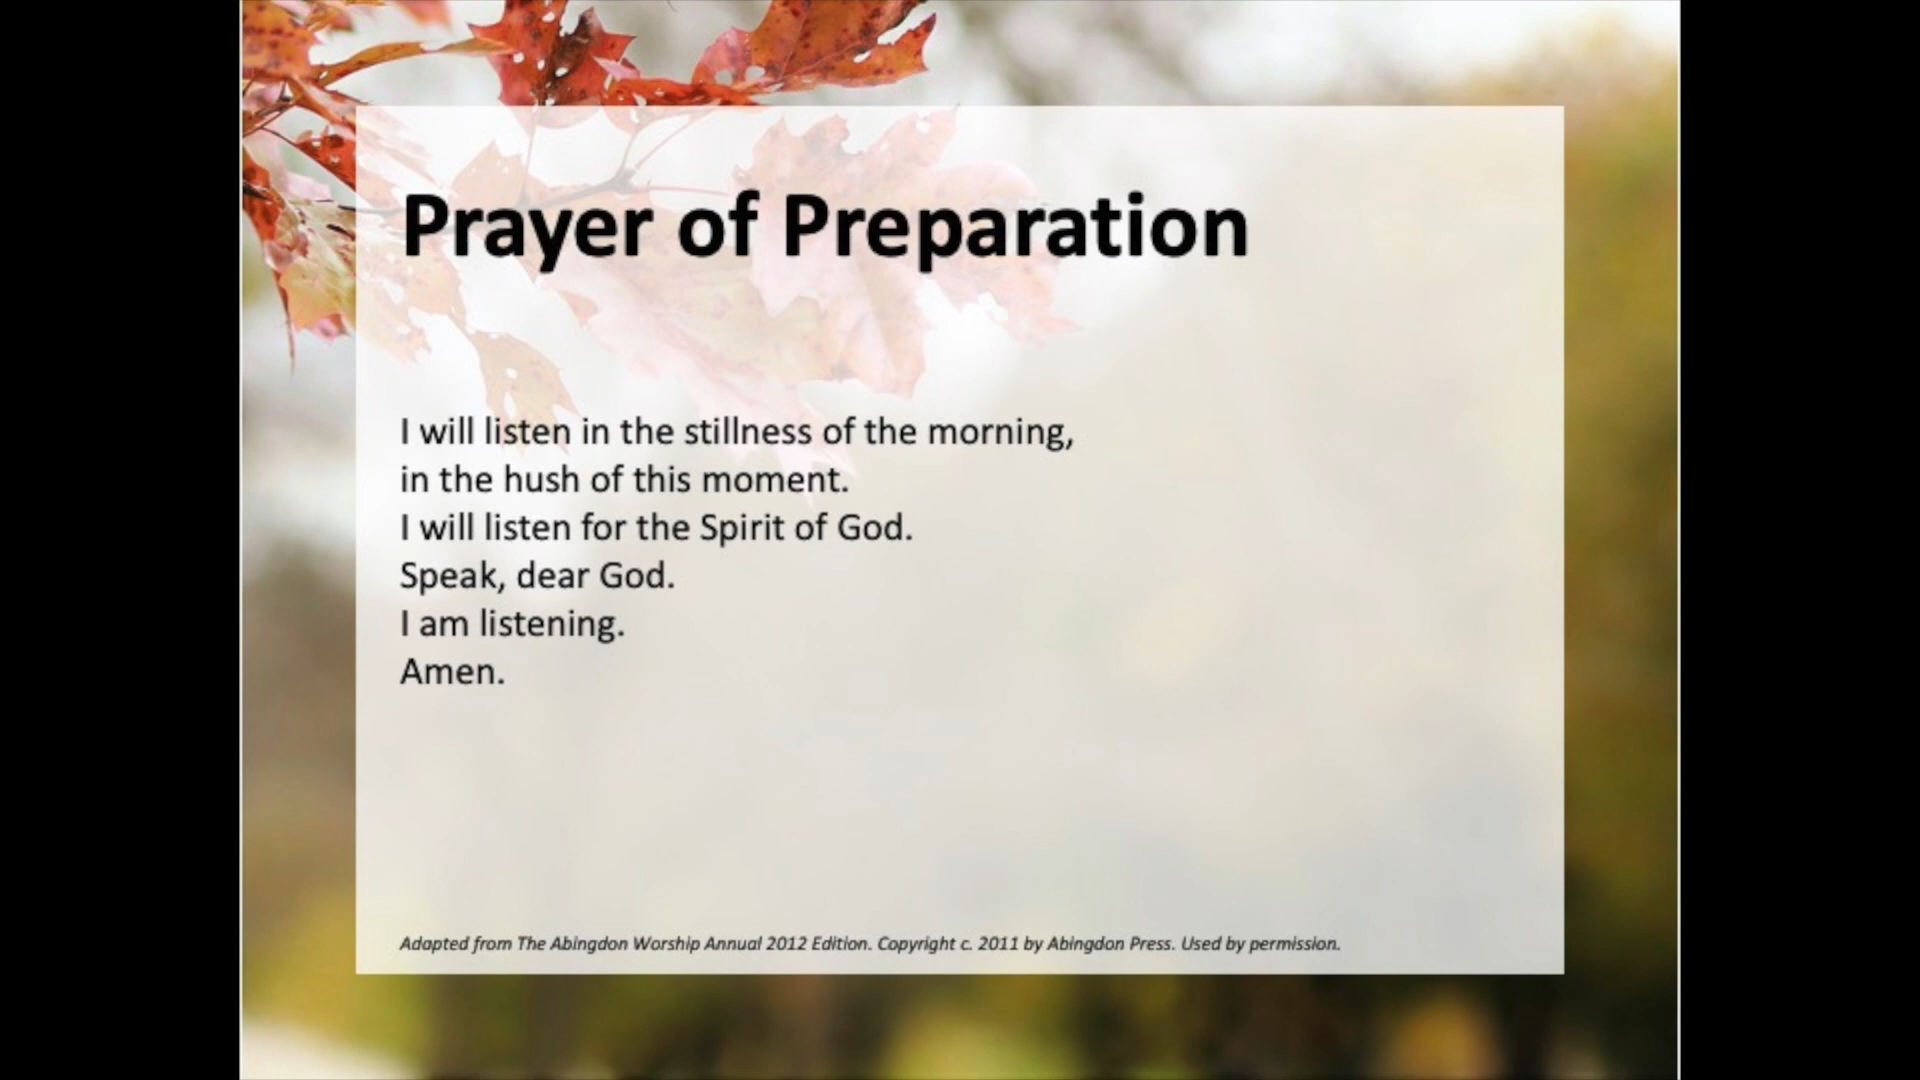 Prayer of Preparation
I will listen in the stillness of the morning,
in the hush of this moment.
I will listen for the Spirit of God.
Speak, dear God.
I am listening.
Amen.
Adapted from The Abingdon Worship Annual 2012 Edition. Copyright c. 2011 by Abingdon Press. Used by permission.